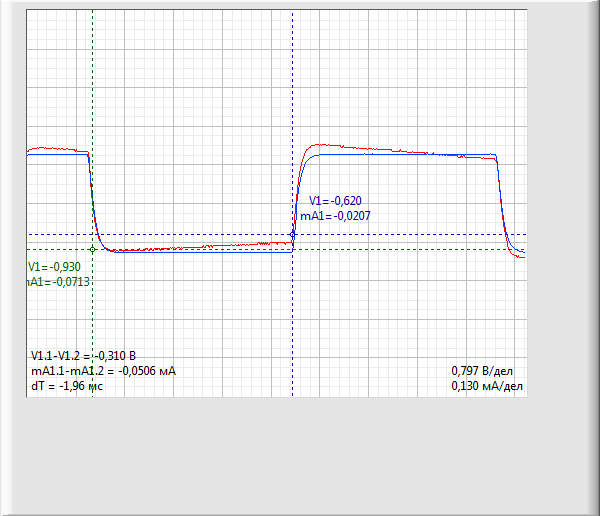 V1=-0,620
mA1=-0,0207
V1=-0,930
mA1=-0,0713
V1.1-V1.2 = -0,310 В
mA1.1-mA1.2 = -0,0506 мА
dT = -1,96 мс
0,797 В/дел
0,130 мА/дел